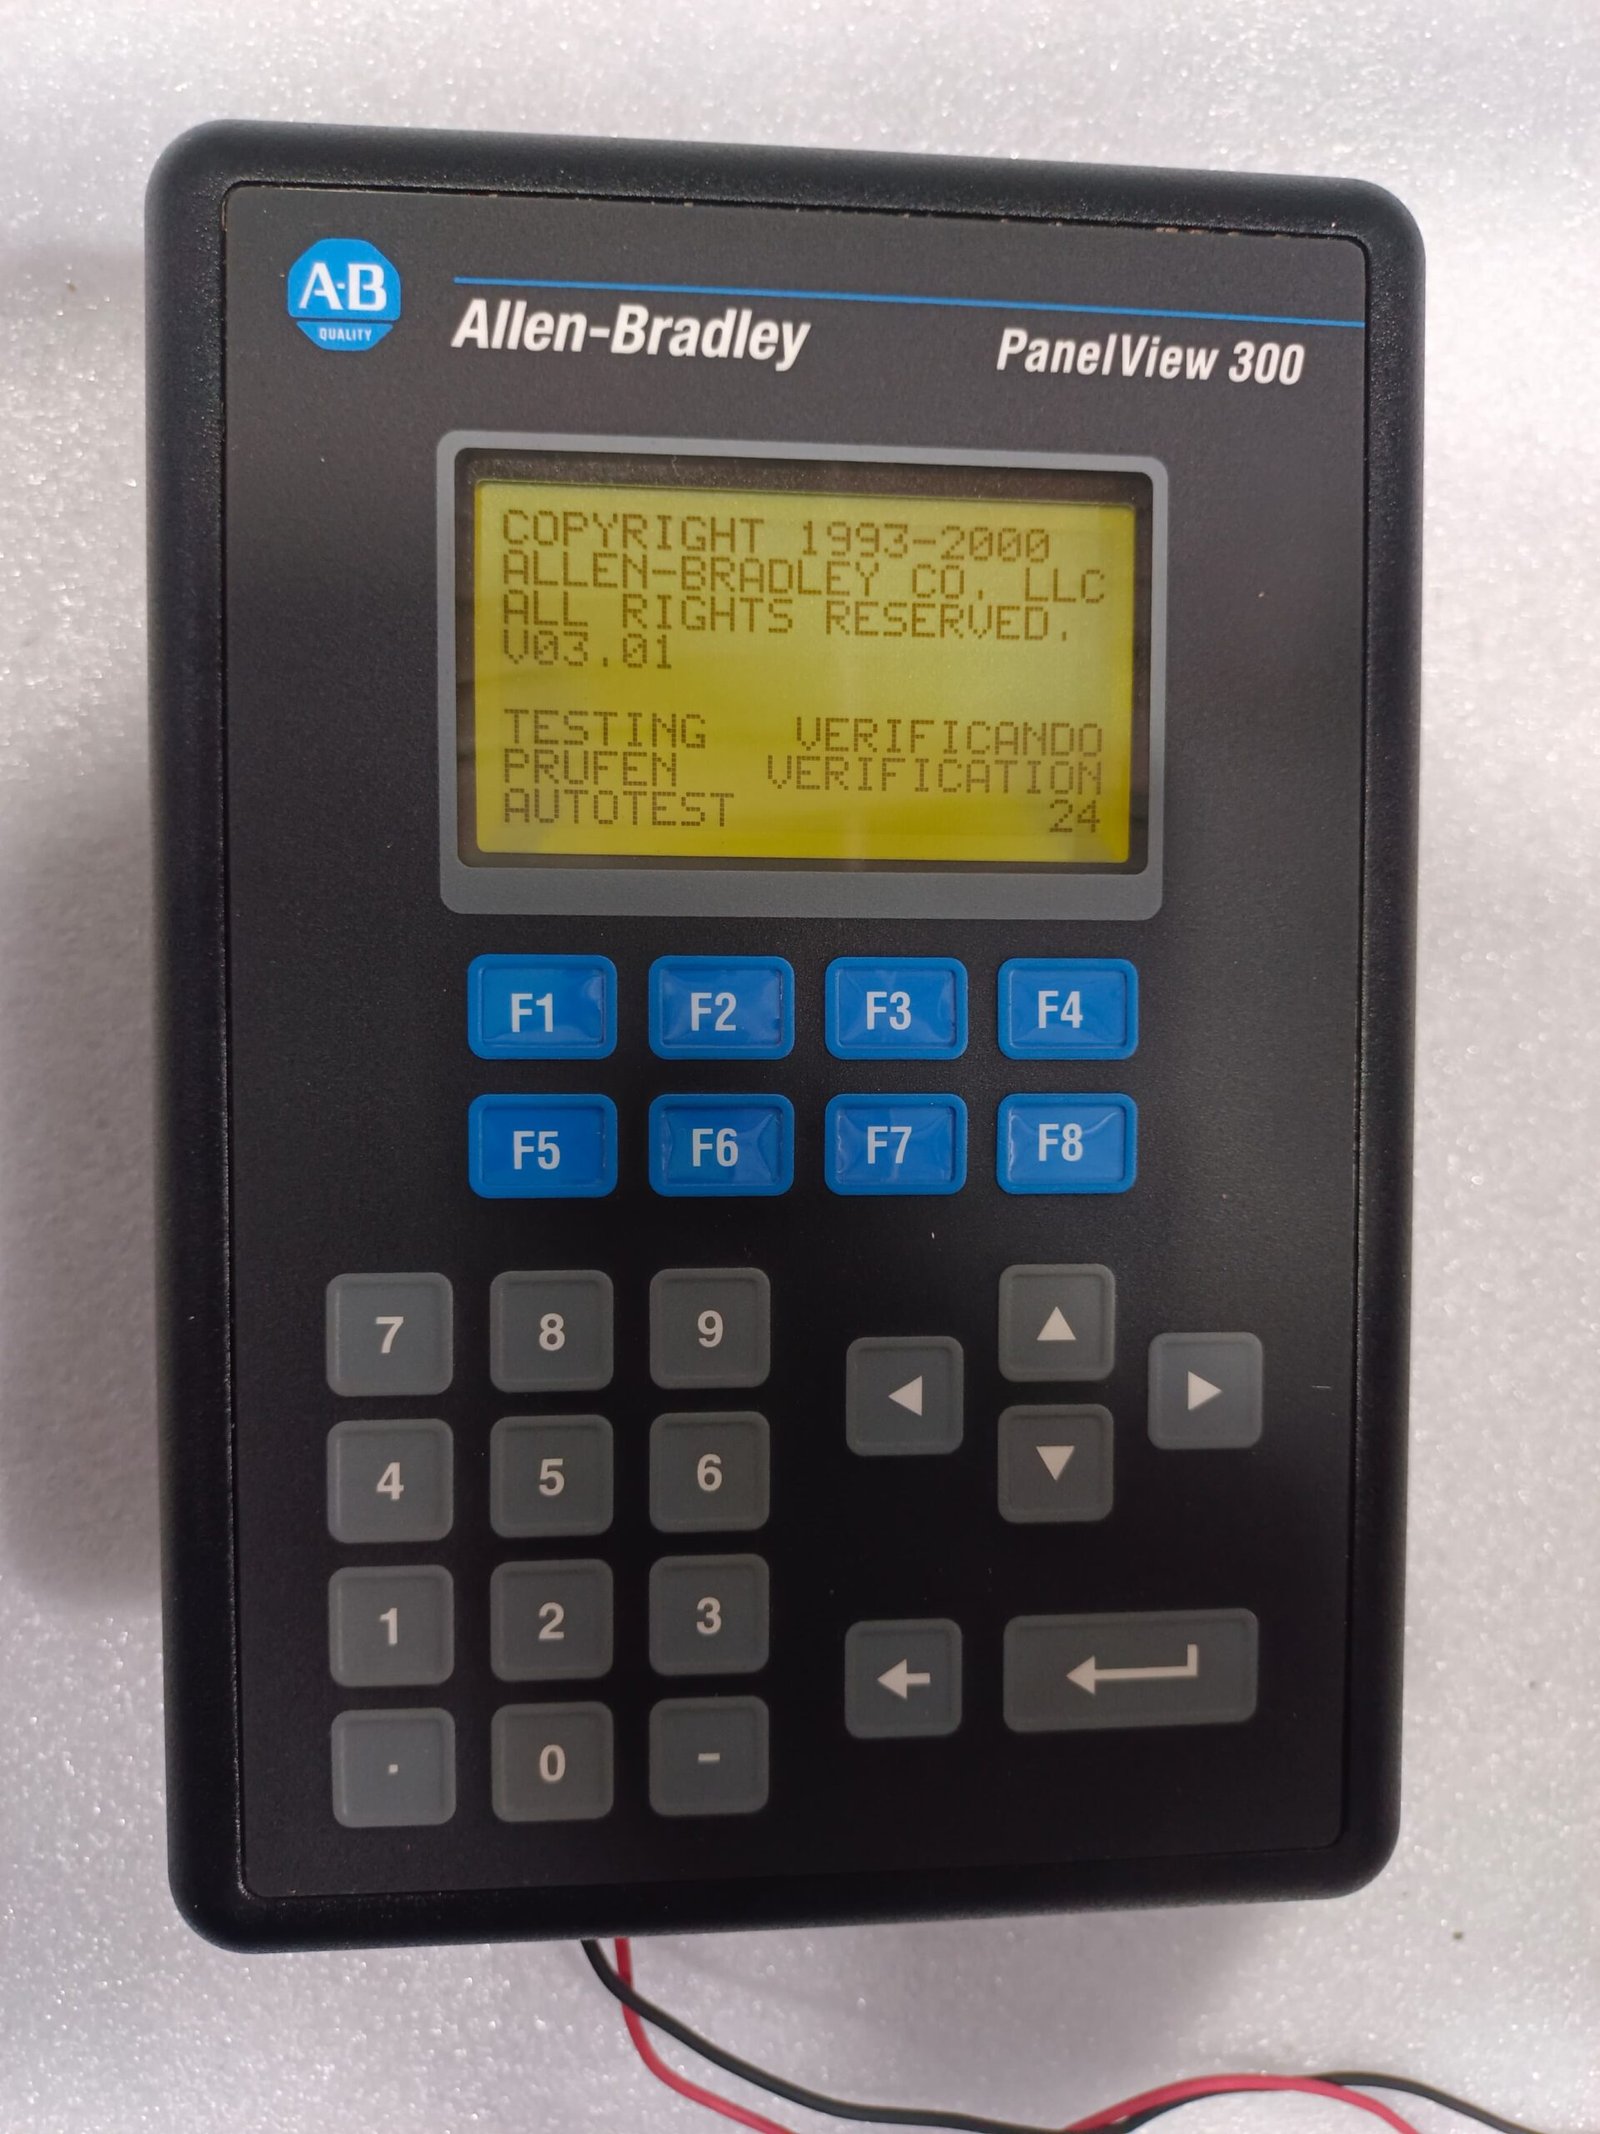 A-B
QUALITY
Allen-Bradley
PanelView 300
COPYRIGHT 1993-2000
ALLEN-BRADLEY CO. LLC
ALL RIGHTS RESERVED.
V03.01
TESTING VERIFICANDO
PRUFEN VERIFICATION
AUTOTEST 24
F1 F2 F3 F4
F5 F6 F7 F8
7 8 9
4 5 6
1 2 3
. 0 -